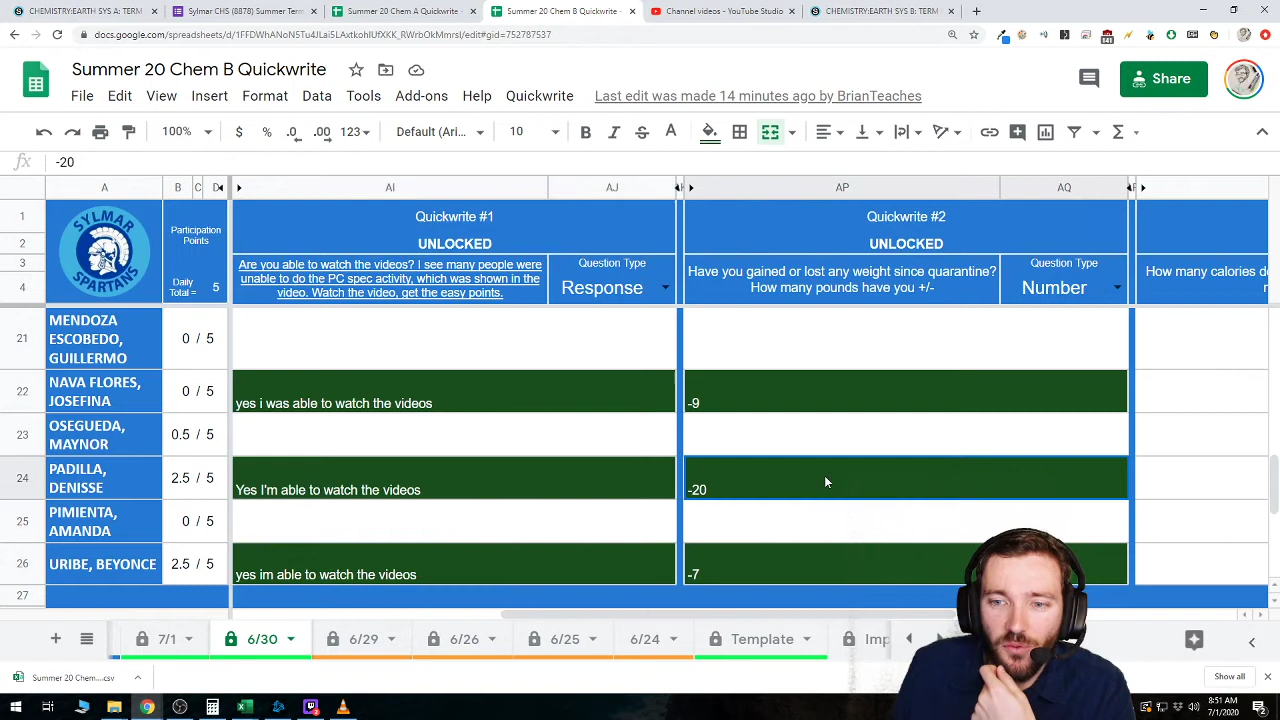 CHEMISTRY:EARTH SYS A: TERM
Sylmar CHS (8878) Summer Term
Summer 20 Chem A Quickwrite -
Summer 20 Chem B Quickwrite -
Channel videos - YouTube Studio
CHEMISTRY:EARTH SYS B: TERM
docs.google.com/spreadsheets/d/
edit#gid=752787537
Summer 20 Chem B Quickwrite
Share
File Edit View Insert Format Data Tools Add-ons Help Quickwrite
Last edit was made 14 minutes ago by BrianTeaches
100% $ % .0 .00 123 Default (Ari... 10 B I S A
fx -20
A B C D AI AJ AP AQ
1
2
3
SYLMAR
SPARTANS
Participation
Points
Daily
Total = 5
Quickwrite #1
UNLOCKED
Are you able to watch the videos? I see many people were
unable to do the PC spec activity, which was shown in the
video. Watch the video, get the easy points.
Question Type
Response
Quickwrite #2
UNLOCKED
Have you gained or lost any weight since quarantine?
How many pounds have you +/-
Question Type
Number
How many calories d
21 MENDOZA
ESCOBEDO,
GUILLERMO
0 / 5
22 NAVA FLORES,
JOSEFINA
0 / 5 yes i was able to watch the videos -9
23 OSEGUEDA,
MAYNOR
0.5 / 5
24 PADILLA,
DENISSE
2.5 / 5 Yes I'm able to watch the videos -20
25 PIMIENTA,
AMANDA
0 / 5
26 URIBE, BEYONCE 2.5 / 5 yes im able to watch the videos -7
27
7/1 6/30 6/29 6/26 6/25 6/24 Template Imp
Summer 20 Chem....csv
Show all
8:51 AM
7/1/2020